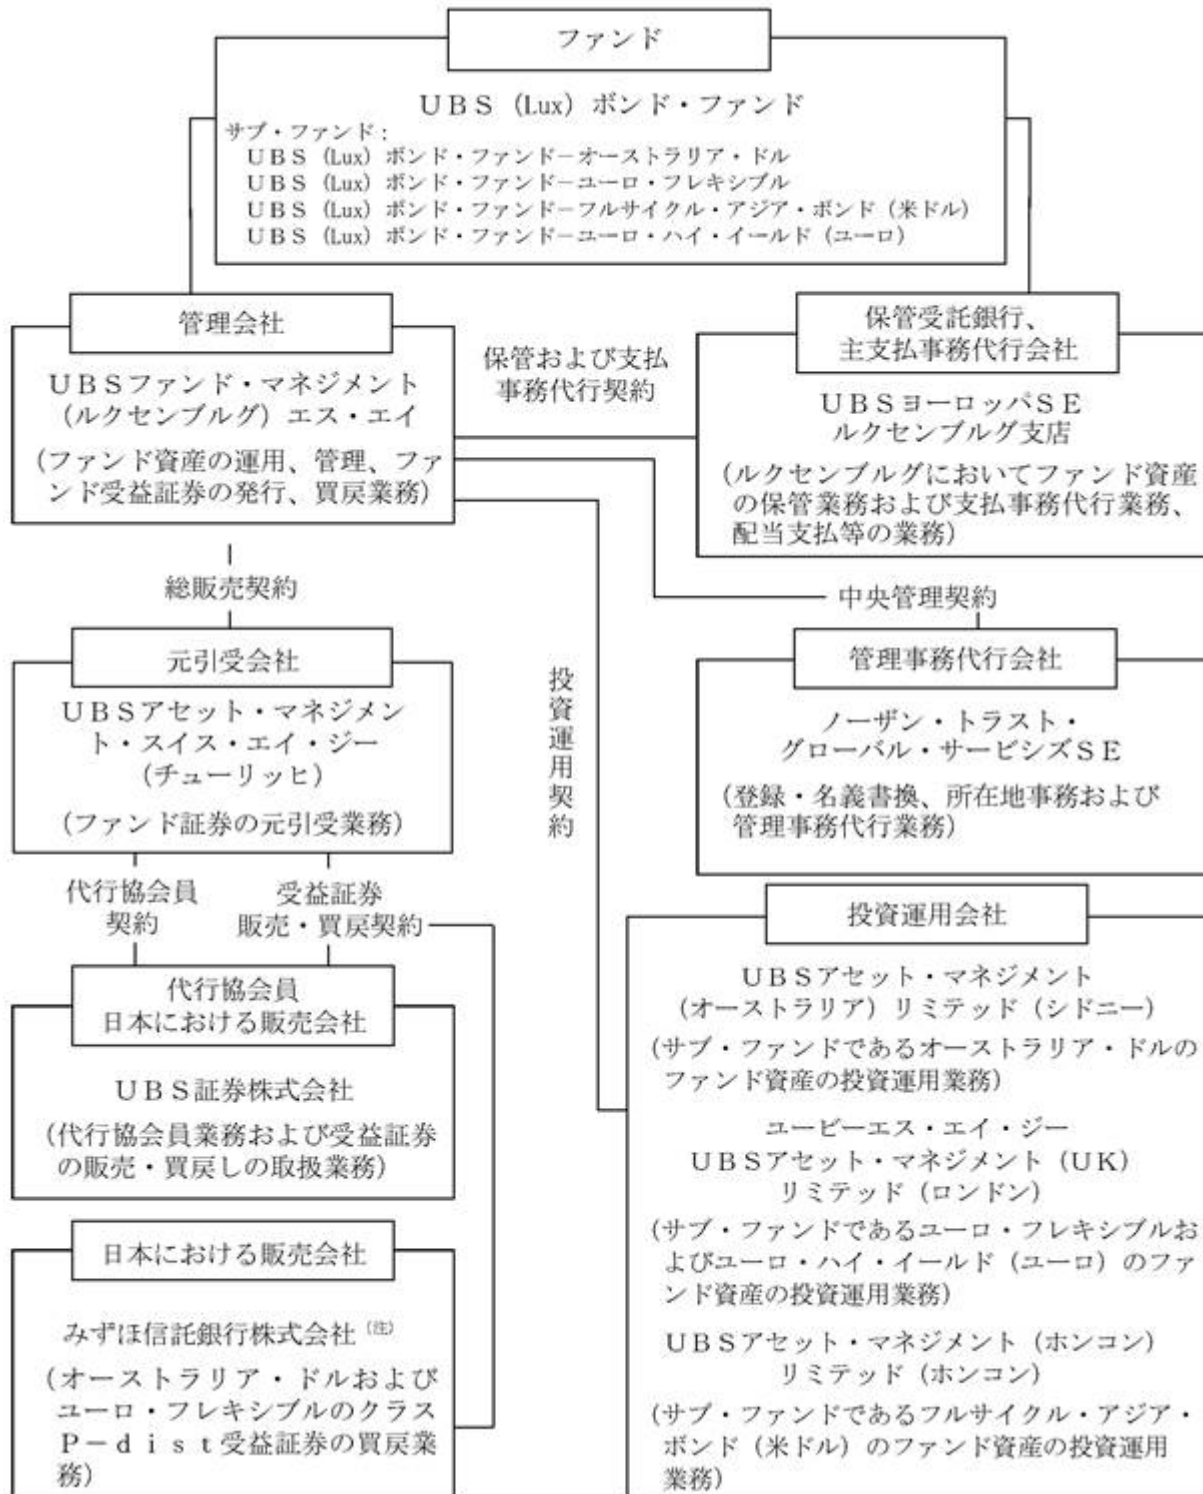 ファンド
UBS (Lux) ボンド・ファンド
サブ・ファンド:
UBS (Lux) ボンド・ファンド－オーストラリア・ドル
UBS (Lux) ボンド・ファンド－ユーロ・フレキシブル
UBS (Lux) ボンド・ファンド－フルサイクル・アジア・ボンド (米ドル)
UBS (Lux) ボンド・ファンド－ユーロ・ハイ・イールド (ユーロ)
管理会社
UBSファンド・マネジメント
(ルクセンブルグ) エス・エイ
(ファンド資産の運用、管理、ファ
ンド受益証券の発行、買戻業務)
保管および支払
事務代行契約
保管受託銀行、
主支払事務代行会社
UBSヨーロッパSE
ルクセンブルグ支店
(ルクセンブルグにおいてファンド資産
の保管業務および支払事務代行業務、
配当支払等の業務)
総販売契約
中央管理契約
元引受会社
UBSアセット・マネジメン
ト・スイス・エイ・ジー
(チューリッヒ)
(ファンド証券の元引受業務)
投資運用契約
管理事務代行会社
ノーザン・トラスト・
グローバル・サービシズSE
(登録・名義書換、所在地事務および
管理事務代行業務)
代行協会員
契約
受益証券
販売・買戻契約
代行協会員
日本における販売会社
UBS証券株式会社
(代行協会員業務および受益証券
の販売・買戻しの取扱業務)
日本における販売会社
みずほ信託銀行株式会社 (注)
(オーストラリア・ドルおよび
ユーロ・フレキシブルのクラス
P－dist受益証券の買戻業
務)
投資運用会社
UBSアセット・マネジメント
(オーストラリア) リミテッド (シドニー)
(サブ・ファンドであるオーストラリア・ドルの
ファンド資産の投資運用業務)
ユービーエス・エイ・ジー
UBSアセット・マネジメント (UK)
リミテッド (ロンドン)
(サブ・ファンドであるユーロ・フレキシブルお
よびユーロ・ハイ・イールド (ユーロ) のファ
ンド資産の投資運用業務)
UBSアセット・マネジメント (ホンコン)
リミテッド (ホンコン)
(サブ・ファンドであるフルサイクル・アジア・
ボンド (米ドル) のファンド資産の投資運用
業務)